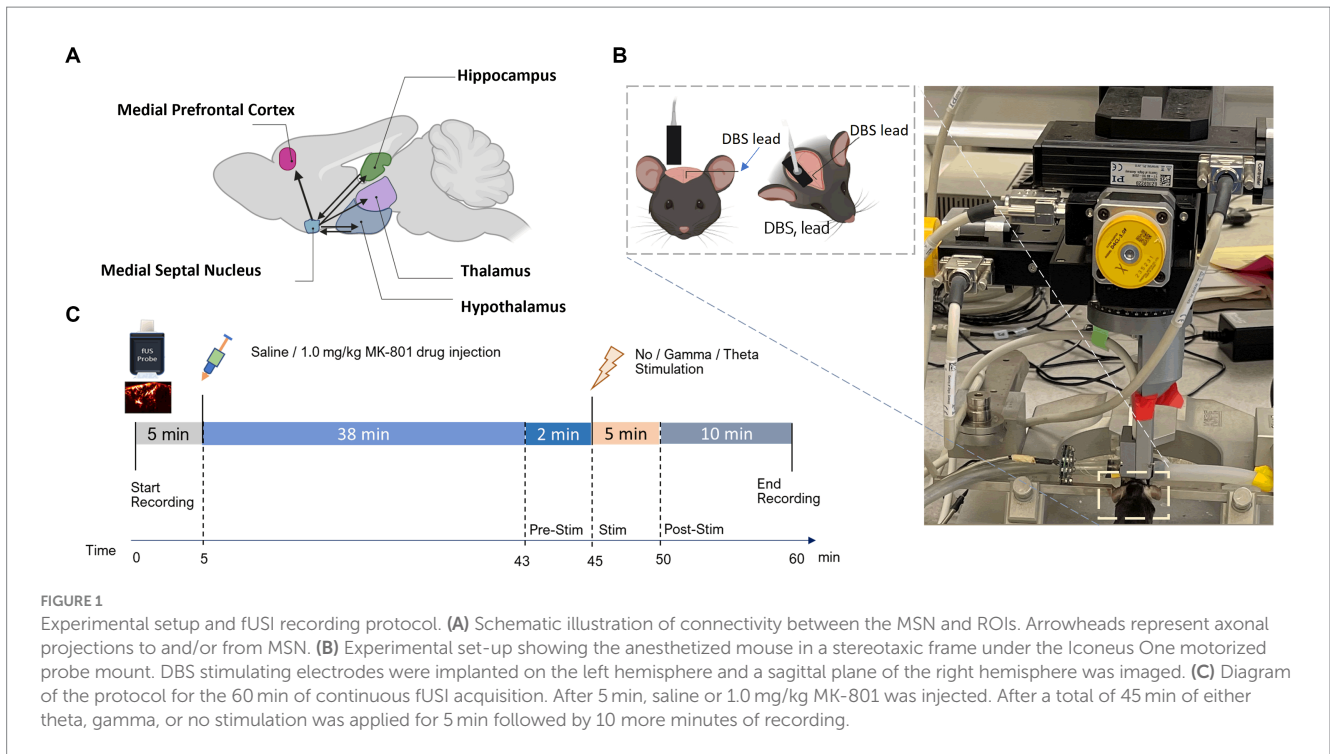 A
Hippocampus
Medial Prefrontal Cortex
Medial Septal Nucleus
Thalamus
Hypothalamus
B
DBS lead
DBS lead
DBS, lead
PI
C
fUS
Probe
Saline / 1.0 mg/kg MK-801 drug injection
No / Gamma / Theta
Stimulation
5 min
38 min
2 min
5 min
10 min
Start
Recording
End
Recording
Pre-Stim
Stim
Post-Stim
Time
0
5
43
45
50
60
min
FIGURE 1
Experimental setup and fUSI recording protocol. (A) Schematic illustration of connectivity between the MSN and ROIs. Arrowheads represent axonal
projections to and/or from MSN. (B) Experimental set-up showing the anesthetized mouse in a stereotaxic frame under the Iconeus One motorized
probe mount. DBS stimulating electrodes were implanted on the left hemisphere and a sagittal plane of the right hemisphere was imaged. (C) Diagram
of the protocol for the 60 min of continuous fUSI acquisition. After 5 min, saline or 1.0 mg/kg MK-801 was injected. After a total of 45 min of either
theta, gamma, or no stimulation was applied for 5 min followed by 10 more minutes of recording.